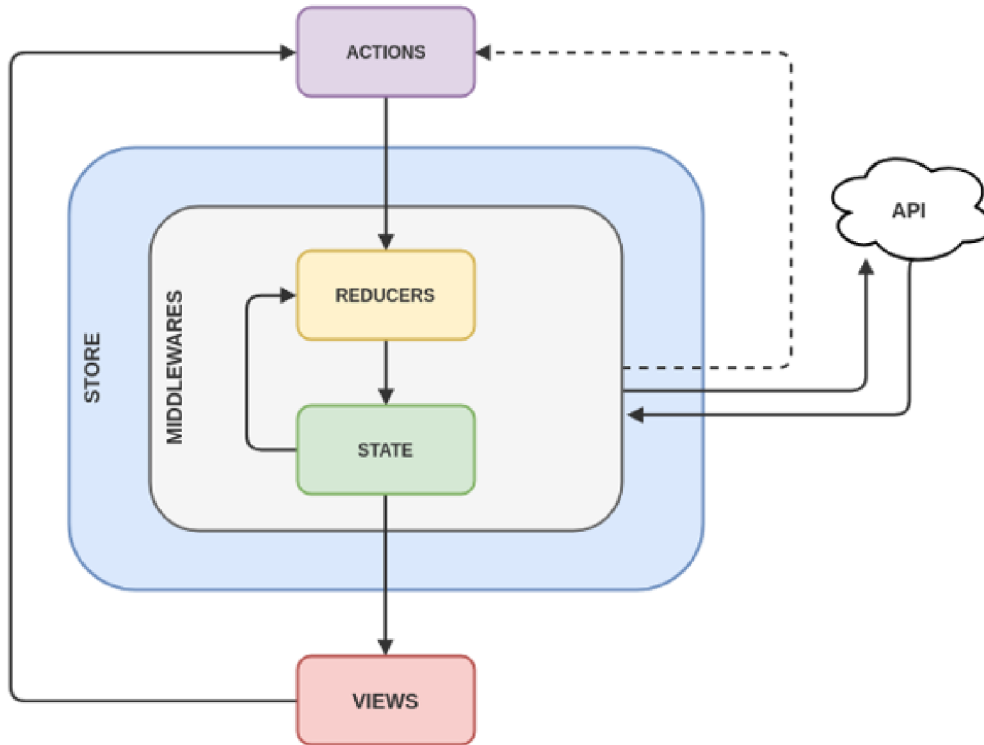 ACTIONS
API
REDUCERS
MIDDLEWARES
STORE
STATE
VIEWS